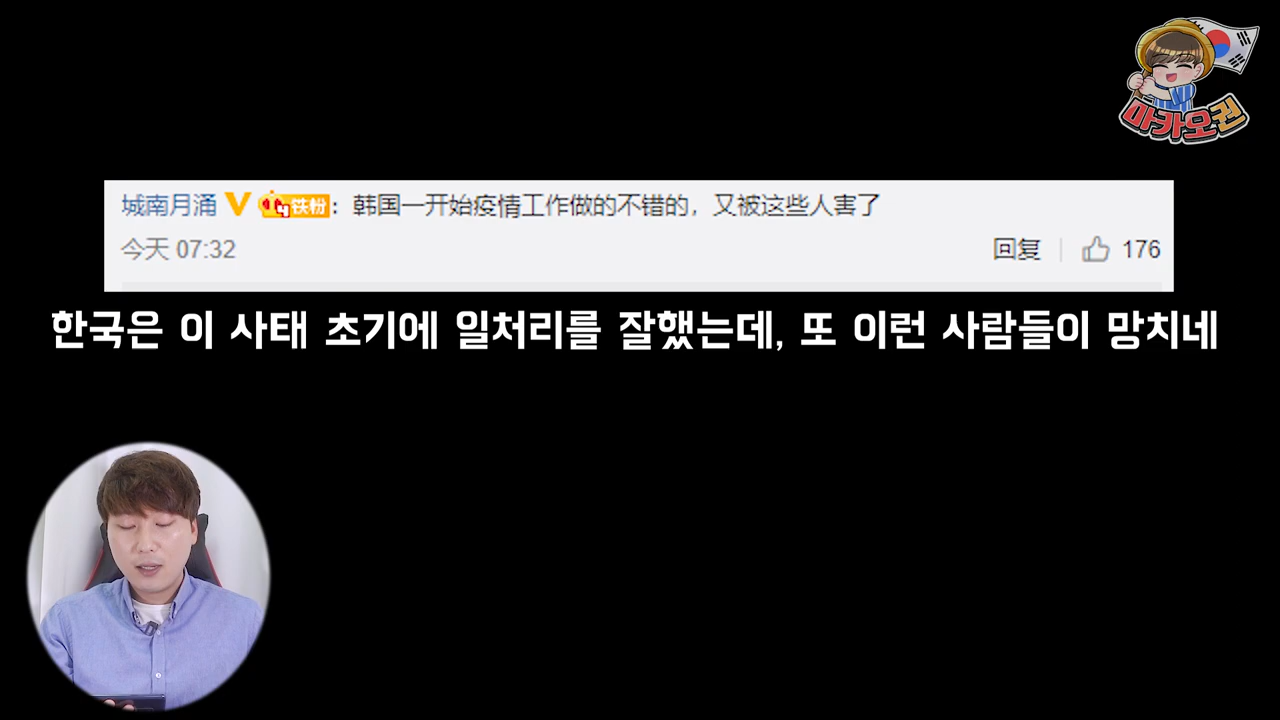 마카오권
城南月涌 V 4 铁粉: 韩国一开始疫情工作做的不错的，又被这些人害了
今天 07:32 回复 176
한국은 이 사태 초기에 일처리를 잘했는데, 또 이런 사람들이 망치네